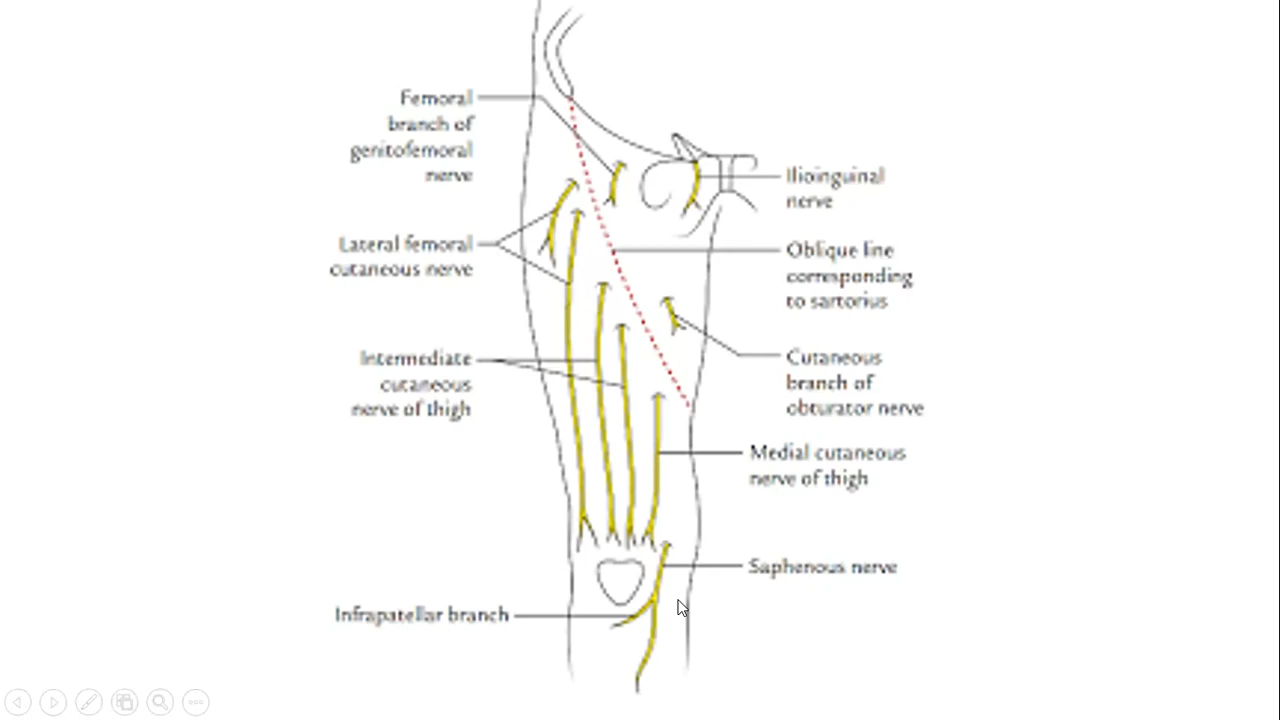 Femoral
branch of
genitofemoral
nerve
Ilioinguinal
nerve
Lateral femoral
cutaneous nerve
Oblique line
corresponding
to sartorius
Intermediate
cutaneous
nerve of thigh
Cutaneous
branch of
obturator nerve
Medial cutaneous
nerve of thigh
Saphenous nerve
Infrapatellar branch